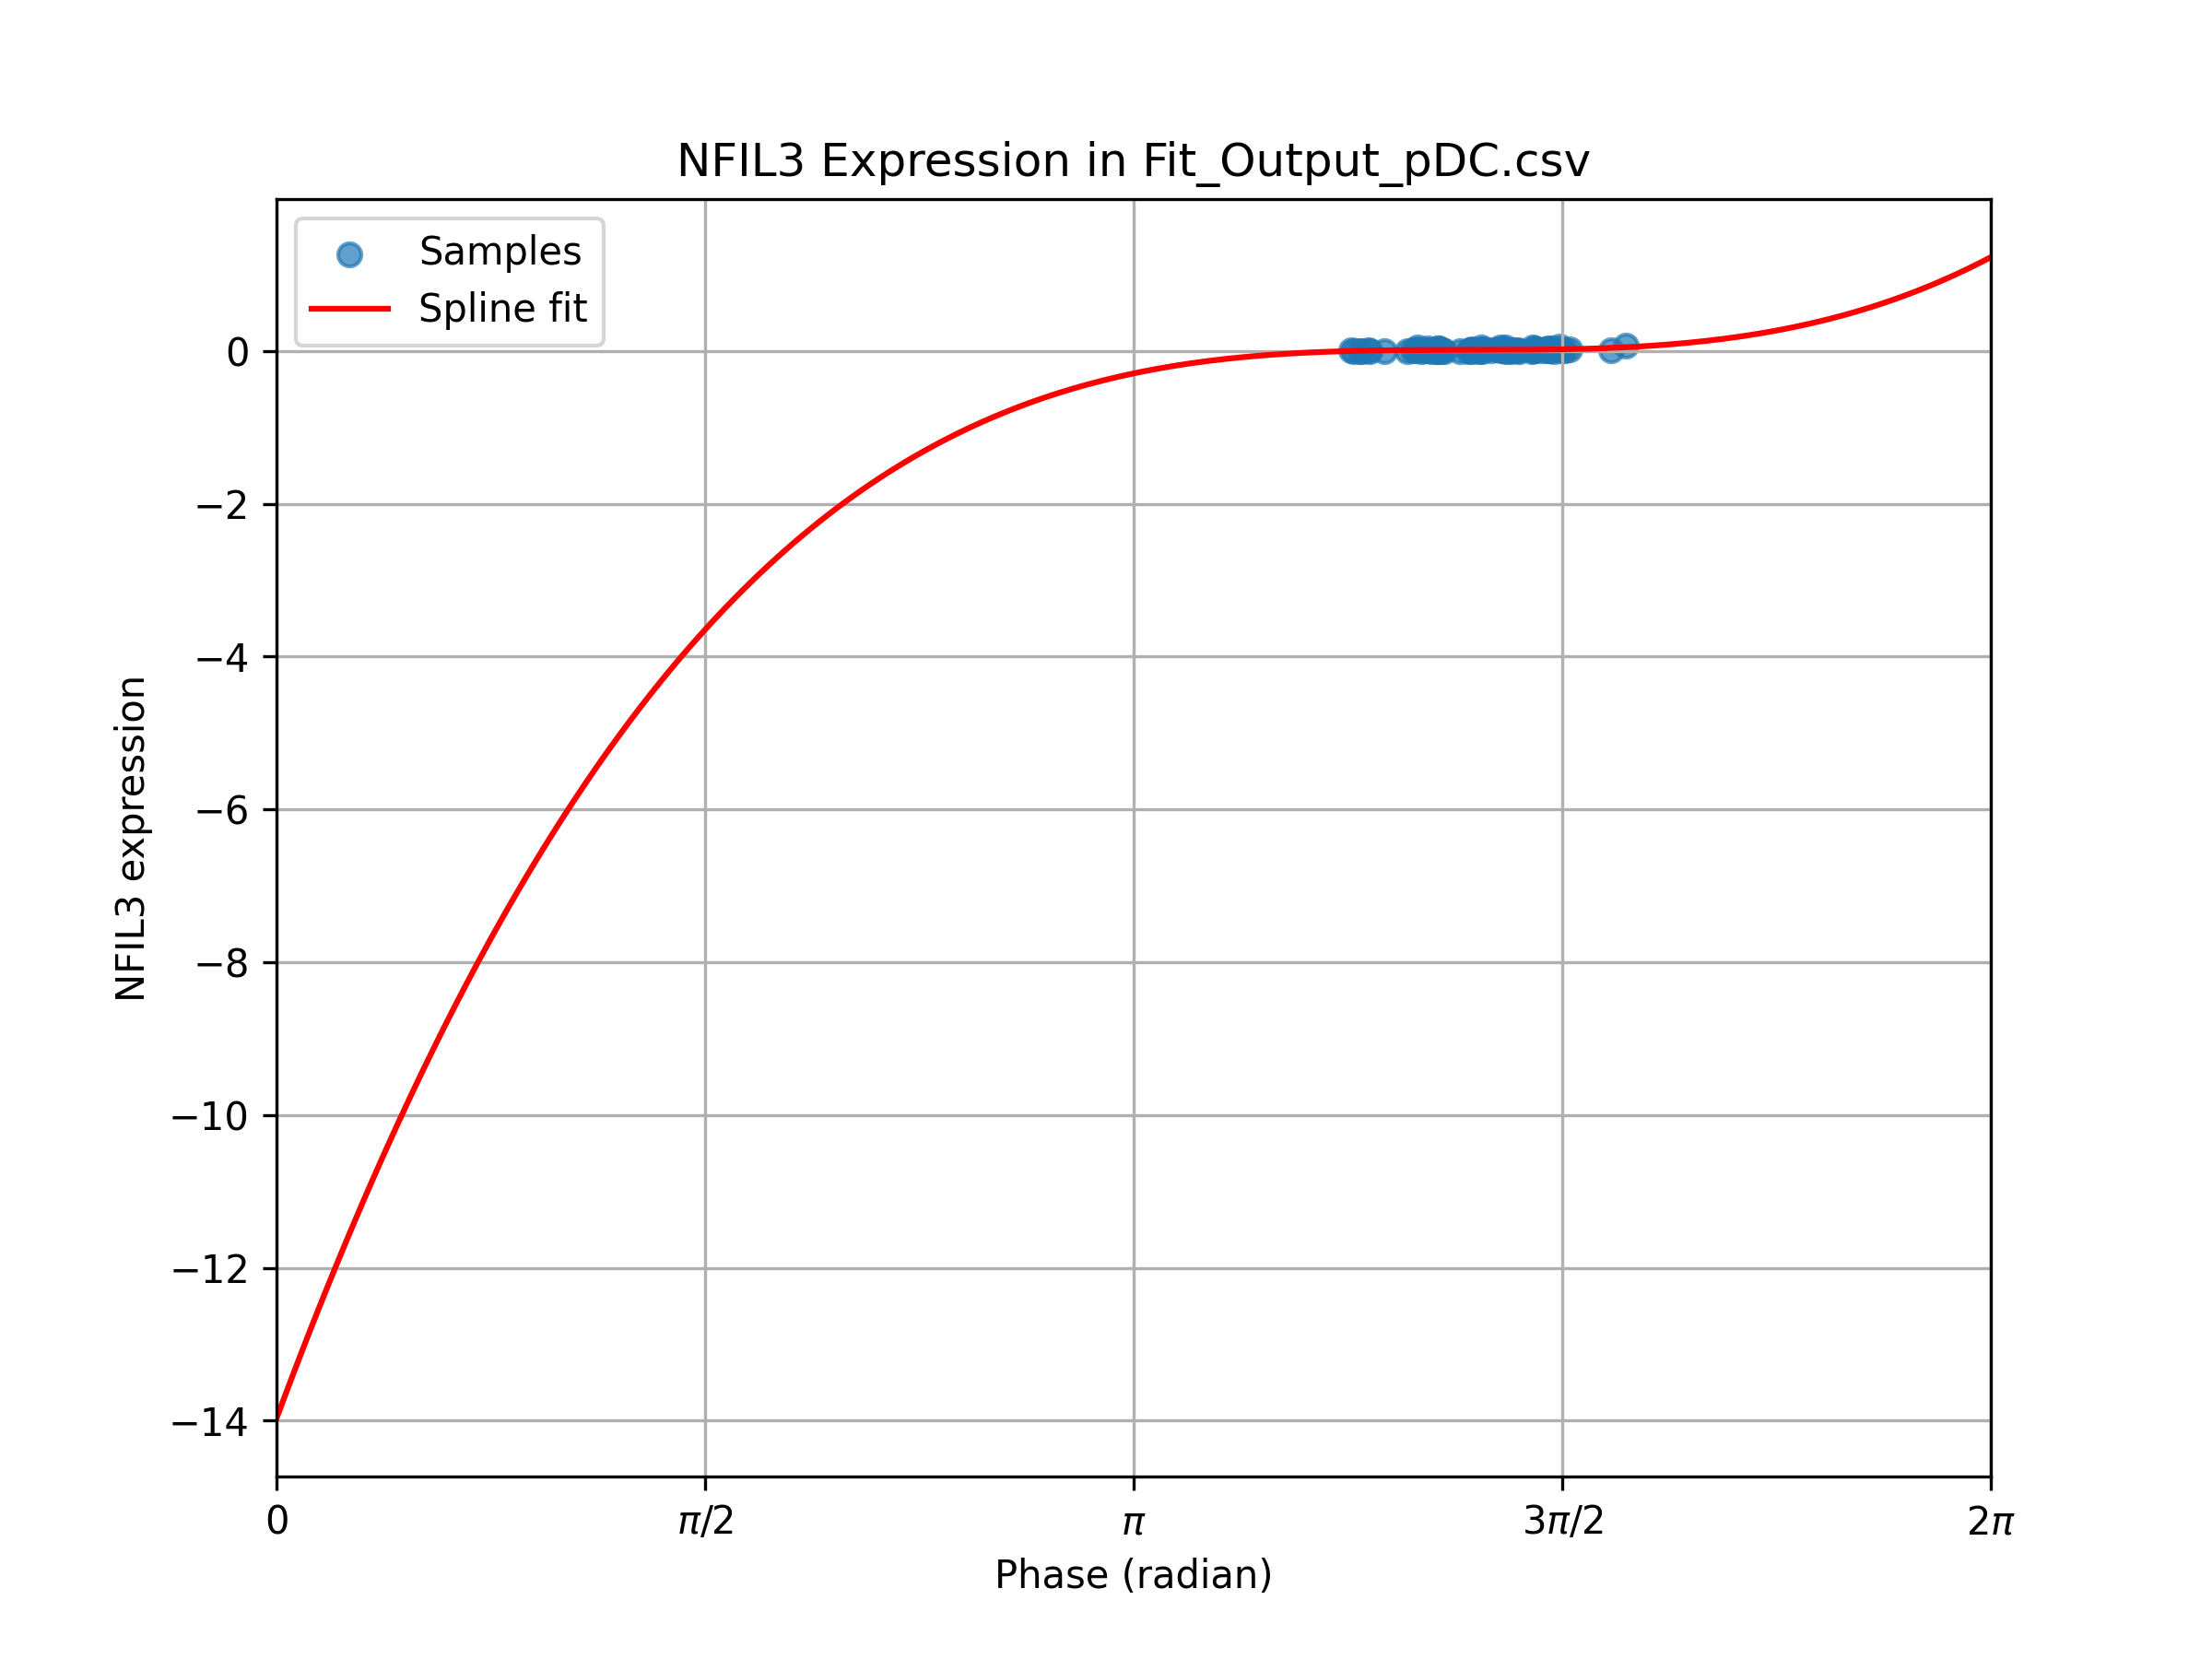 NFIL3 Expression in Fit_Output_pDC.csv
Samples
Spline fit
0
−2
−4
−6
−8
−10
−12
−14
NFIL3 expression
0
π/2
π
3π/2
2π
Phase (radian)